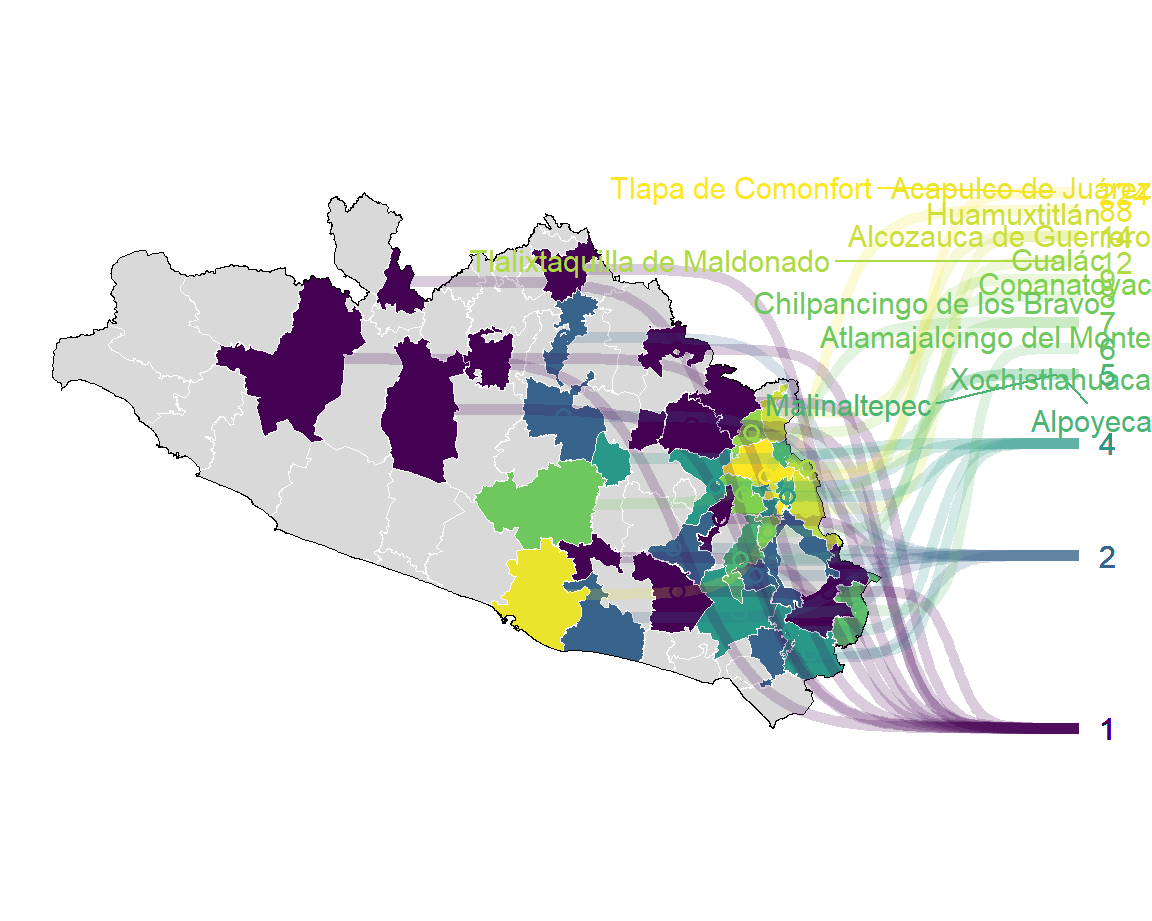 Tlapa de Comonfort
Acapulco de Juárez
Huamuxtitlán
88
Alcozauca de Guerrero
14
Tlalixtaquilla de Maldonado
Cualác
12
Copanatoyac
9
Chilpancingo de los Bravo
8
7
Atlamajalcingo del Monte
6
Xochistlahuaca
5
Malinaltepec
Alpoyeca
4
2
1